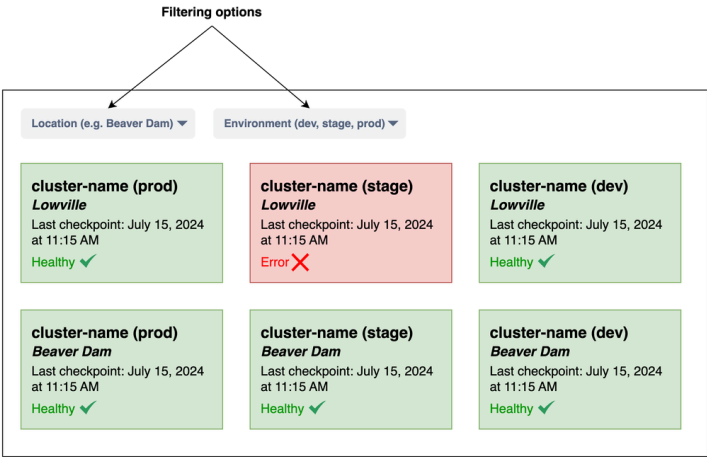 Filtering options
Location (e.g. Beaver Dam)
Environment (dev, stage, prod)
cluster-name (prod)
Lowville
Last checkpoint: July 15, 2024
at 11:15 AM
Healthy
cluster-name (stage)
Lowville
Last checkpoint: July 15, 2024
at 11:15 AM
Error
cluster-name (dev)
Lowville
Last checkpoint: July 15, 2024
at 11:15 AM
Healthy
cluster-name (prod)
Beaver Dam
Last checkpoint: July 15, 2024
at 11:15 AM
Healthy
cluster-name (stage)
Beaver Dam
Last checkpoint: July 15, 2024
at 11:15 AM
Healthy
cluster-name (dev)
Beaver Dam
Last checkpoint: July 15, 2024
at 11:15 AM
Healthy